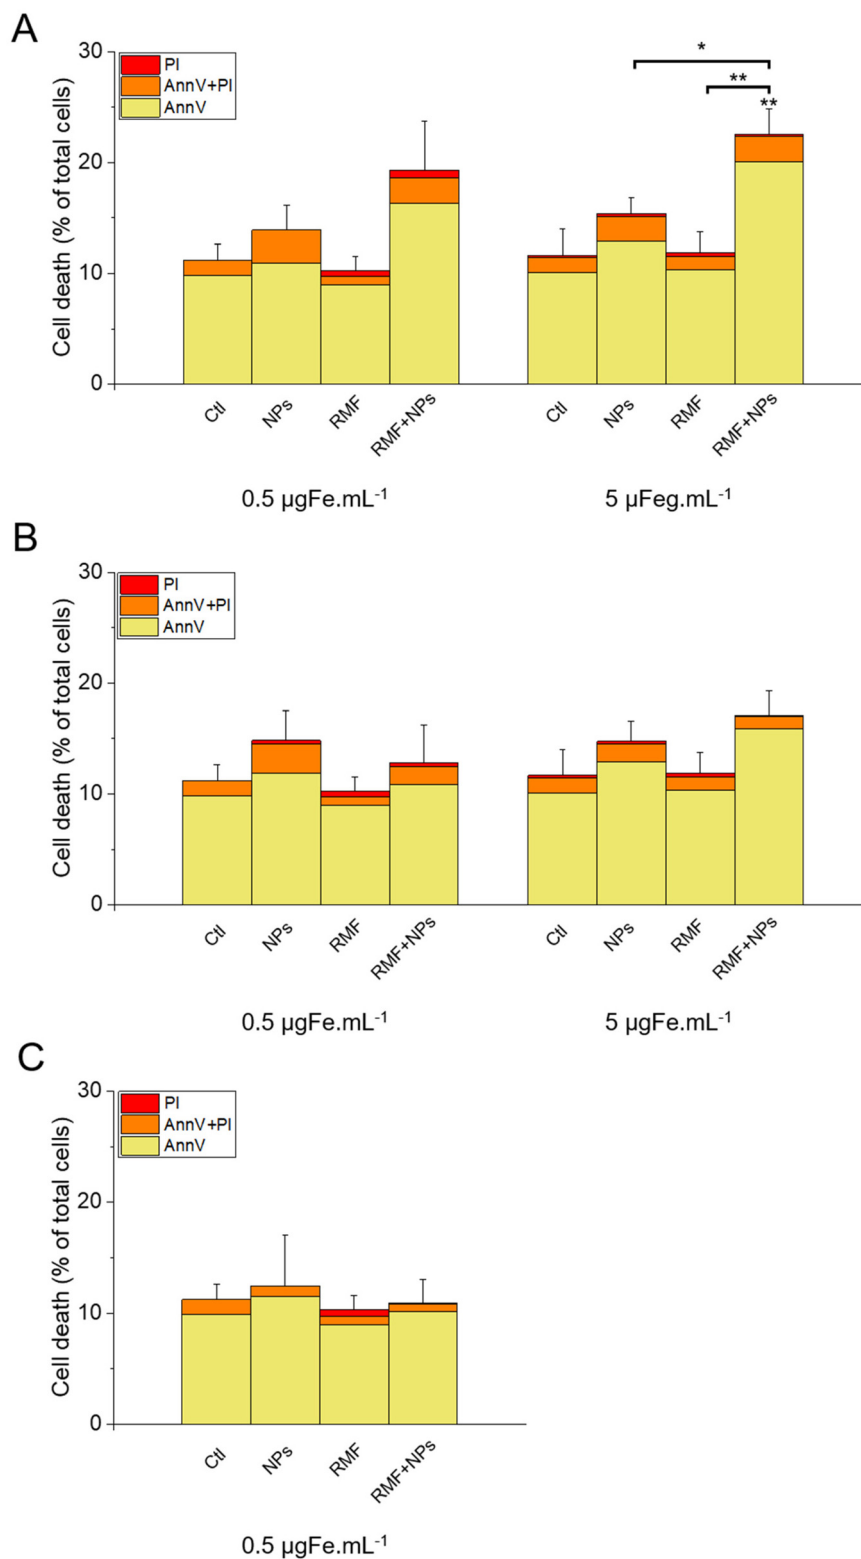 A
Cell death (% of total cells)
30
20
10
0
PI
AnnV+PI
AnnV
*
**
**
Ctl
NPs
RMF
RMF+NPs
Ctl
NPs
RMF
RMF+NPs
0.5 µgFe.mL⁻¹
5 µFeg.mL⁻¹
B
Cell death (% of total cells)
30
20
10
0
PI
AnnV+PI
AnnV
Ctl
NPs
RMF
RMF+NPs
Ctl
NPs
RMF
RMF+NPs
0.5 µgFe.mL⁻¹
5 µgFe.mL⁻¹
C
Cell death (% of total cells)
30
20
10
0
PI
AnnV+PI
AnnV
Ctl
NPs
RMF
RMF+NPs
0.5 µgFe.mL⁻¹